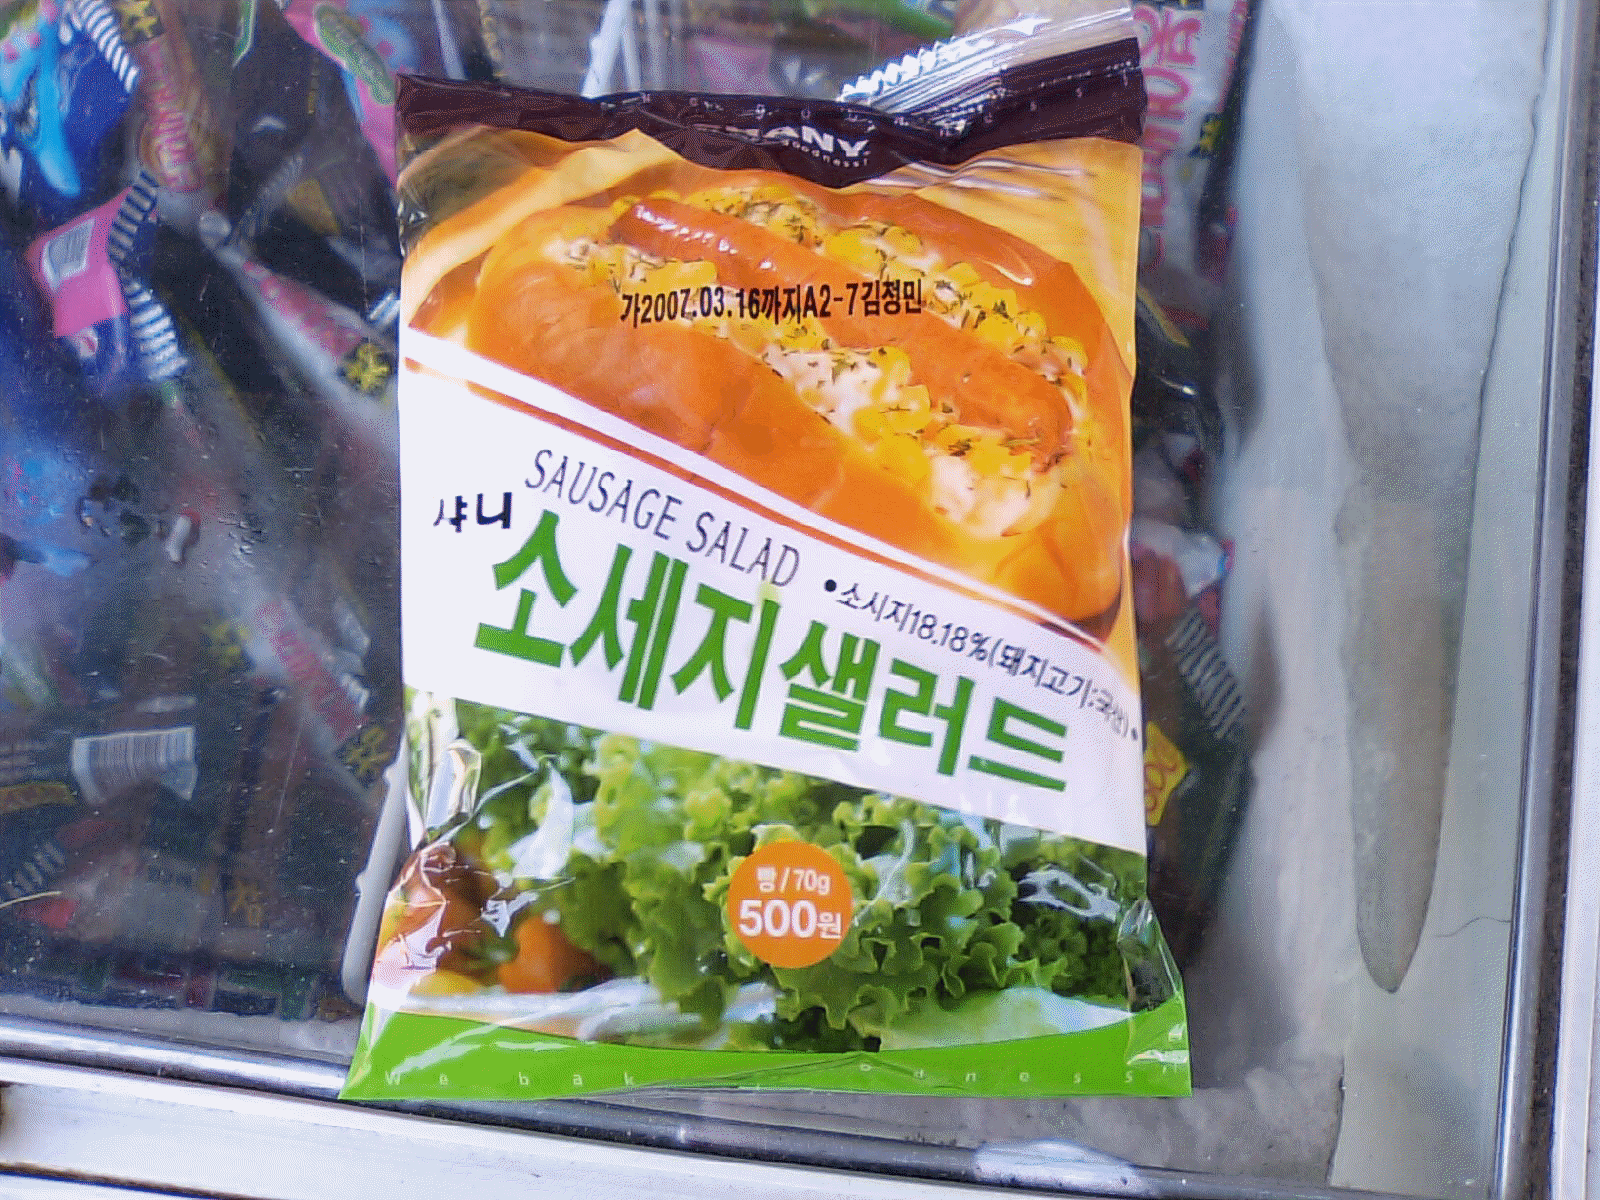 SHANY
가2007.03.16까지A2-7김정민
SAUSAGE SALAD
샤니
소세지샐러드
•소시지18.18%(돼지고기:국산)•
빵/70g
500원